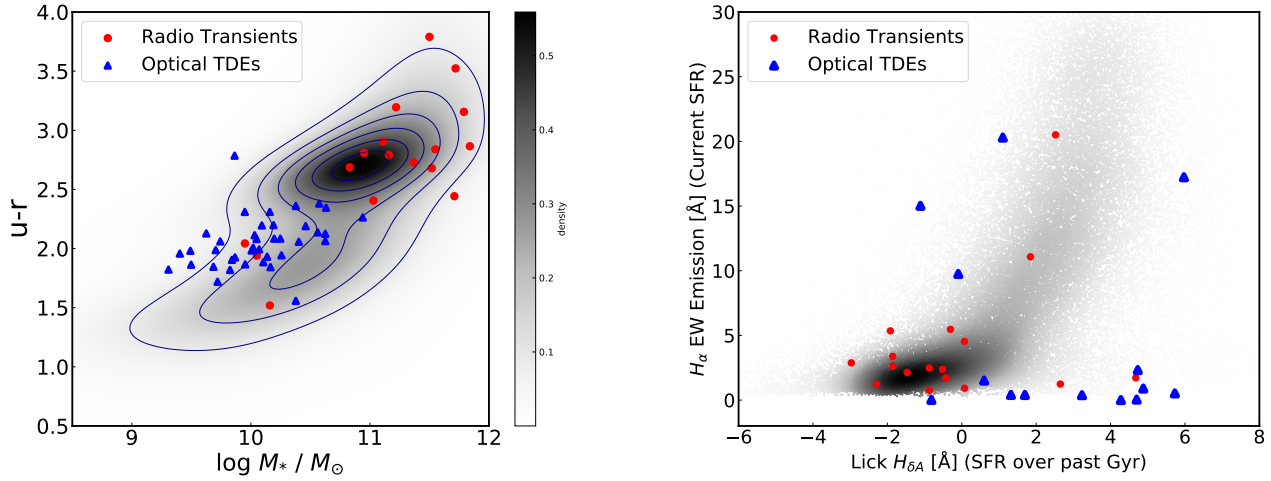 4.0
3.5
3.0
2.5
2.0
1.5
1.0
0.5
u-r
Radio Transients
Optical TDEs
9 10 11 12
log M* / M⊙
0.5
0.4
0.3
0.2
0.1
density
30
25
20
15
10
5
0
Hα EW Emission [Å] (Current SFR)
Radio Transients
Optical TDEs
−6 −4 −2 0 2 4 6 8
Lick HδA [Å] (SFR over past Gyr)